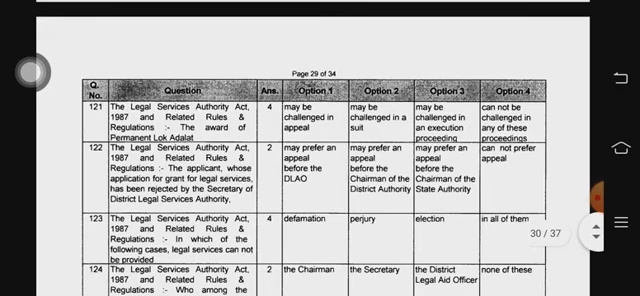 Page 29 of 34
Q. No. Question Ans. Option 1 Option 2 Option 3 Option 4
121 The Legal Services Authority Act, 1987 and Related Rules & Regulations :- The award of Permanent Lok Adalat 4 may be challenged in appeal may be challenged in a suit may be challenged in an execution proceeding can not be challenged in any of these proceedings
122 The Legal Services Authority Act, 1987 and Related Rules & Regulations :- The applicant, whose application for grant for legal services, has been rejected by the Secretary of District Legal Services Authority, 2 may prefer an appeal before the DLAO may prefer an appeal before the Chairman of the District Authority may prefer an appeal before the Chairman of the State Authority can not prefer appeal
123 The Legal Services Authority Act, 1987 and Related Rules & Regulations :- In which of the following cases, legal services can not be provided 4 defamation perjury election in all of them
30 / 37
124 The Legal Services Authority Act, 1987 and Related Rules & Regulations :- Who among the 2 the Chairman the Secretary the District Legal Aid Officer none of these